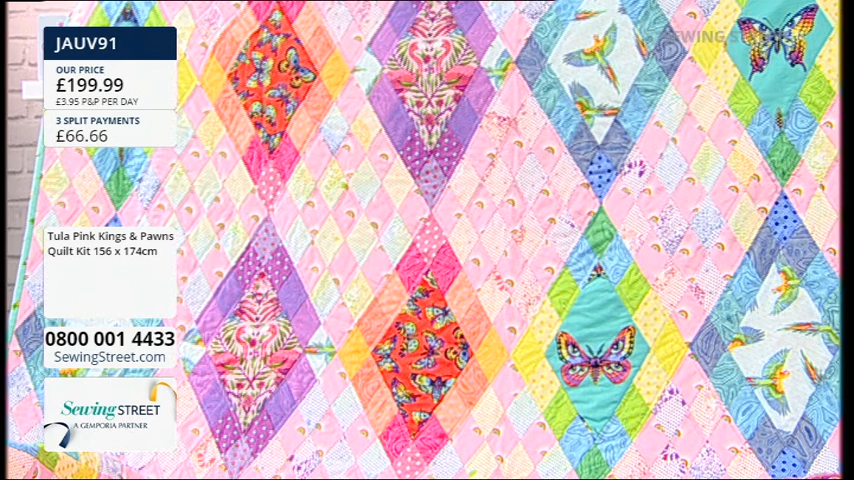 JAUV91
OUR PRICE
£199.99
£3.95 P&P PER DAY
3 SPLIT PAYMENTS
£66.66
Tula Pink Kings & Pawns
Quilt Kit 156 x 174cm
0800 001 4433
SewingStreet.com
Sewing STREET
A GEMPORIA PARTNER
SEWING S